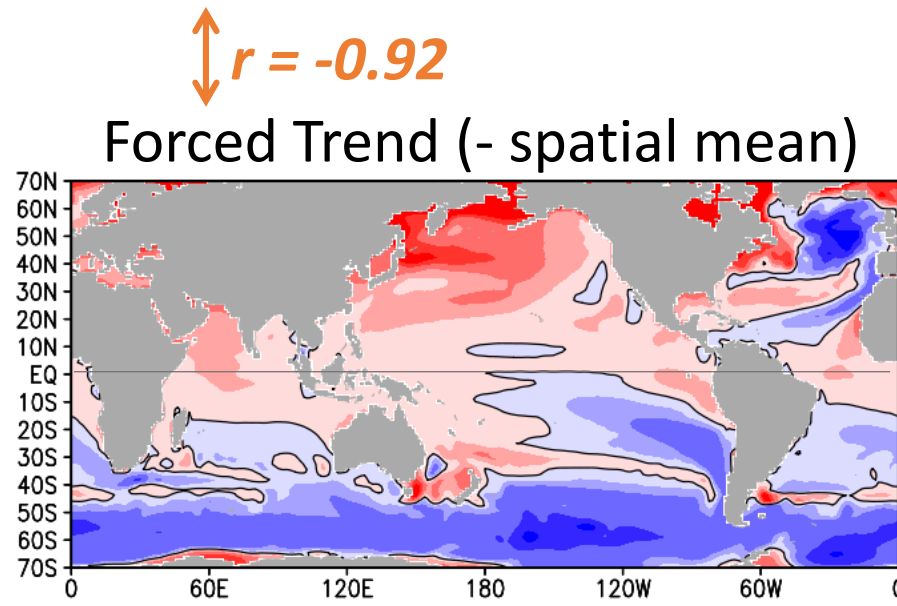 r = -0.92
Forced Trend (- spatial mean)
70N
60N
50N
40N
30N
20N
10N
EQ
10S
20S
30S
40S
50S
60S
70S
0 60E 120E 180 120W 60W 0